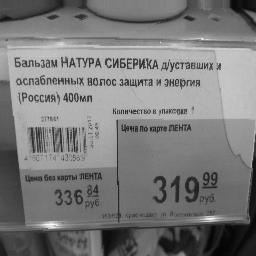 Бальзам НАТУРА СИБЕРИКА д/уставших и
ослабленных волос защита и энергия
(Россия) 400мл
Количество в упаковке 1
Цена по карте ЛЕНТА
Цена без карты ЛЕНТА
336 84 руб.
319 99 руб.